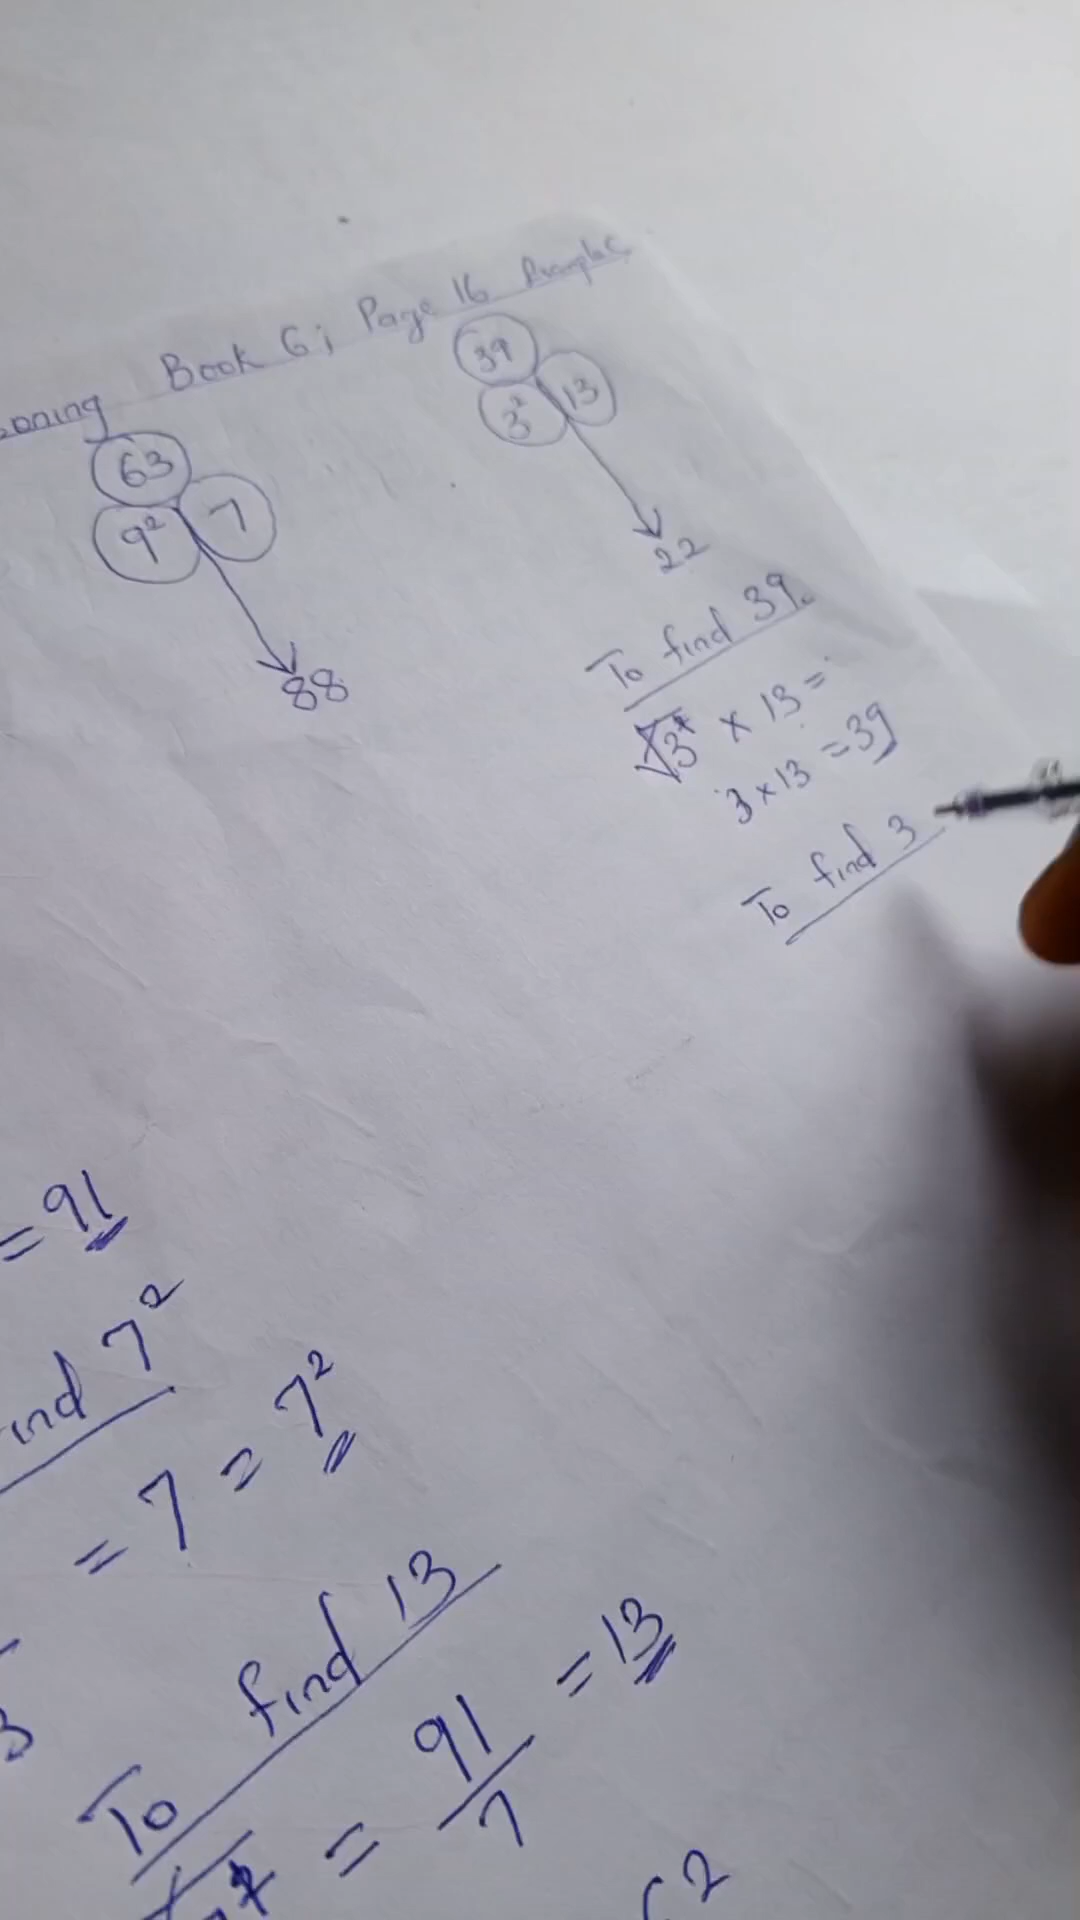 Book 6; Page 16
63
9² 7
88
39
3² 13
22
To find 39.
√3² × 13 =
3 × 13 = 39
To find 3
= 91
7²
= 7 = 7²
To find 13
= 91/7 = 13